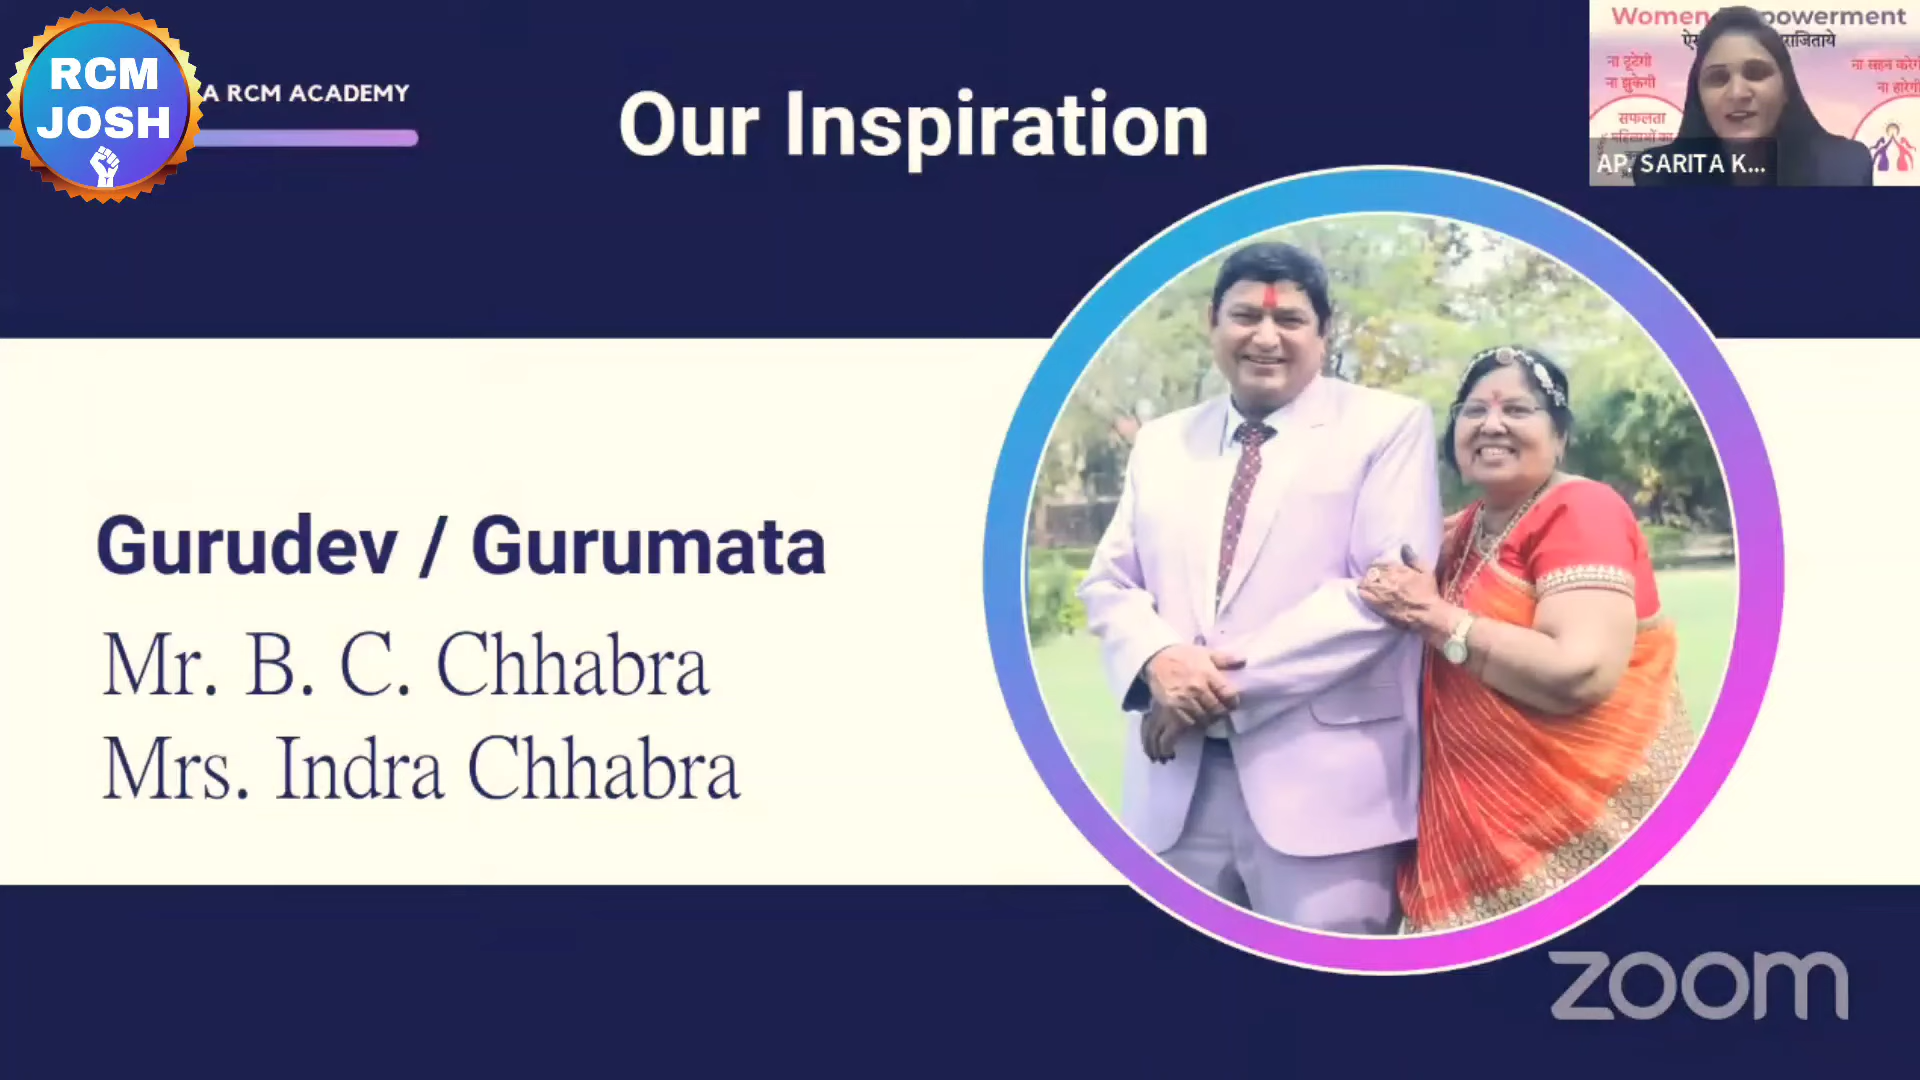 RCM
JOSH
A RCM ACADEMY
Our Inspiration
Gurudev / Gurumata
Mr. B. C. Chhabra
Mrs. Indra Chhabra
Women
powerment
ना टूटेगी
ना झुकेगी
सफलता
AP. SARITA K...
zoom